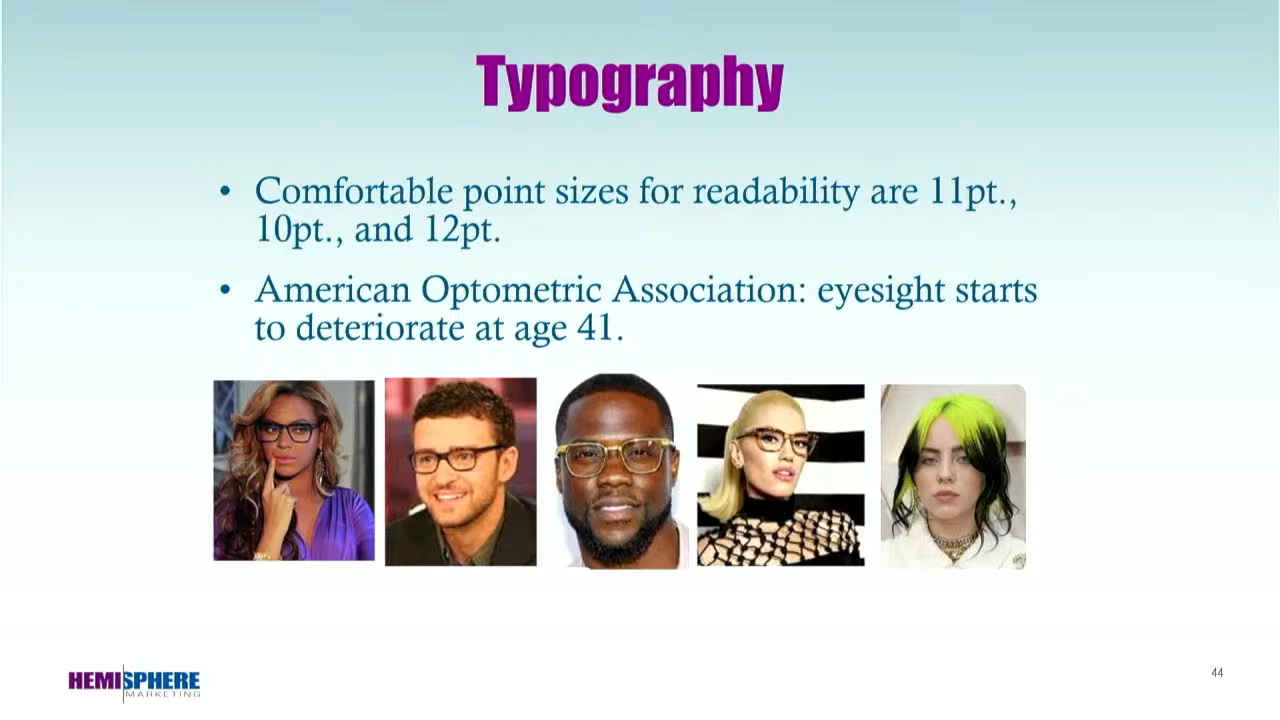 Typography
• Comfortable point sizes for readability are 11pt.,
10pt., and 12pt.
• American Optometric Association: eyesight starts
to deteriorate at age 41.
HEMISPHERE
MARKETING
44